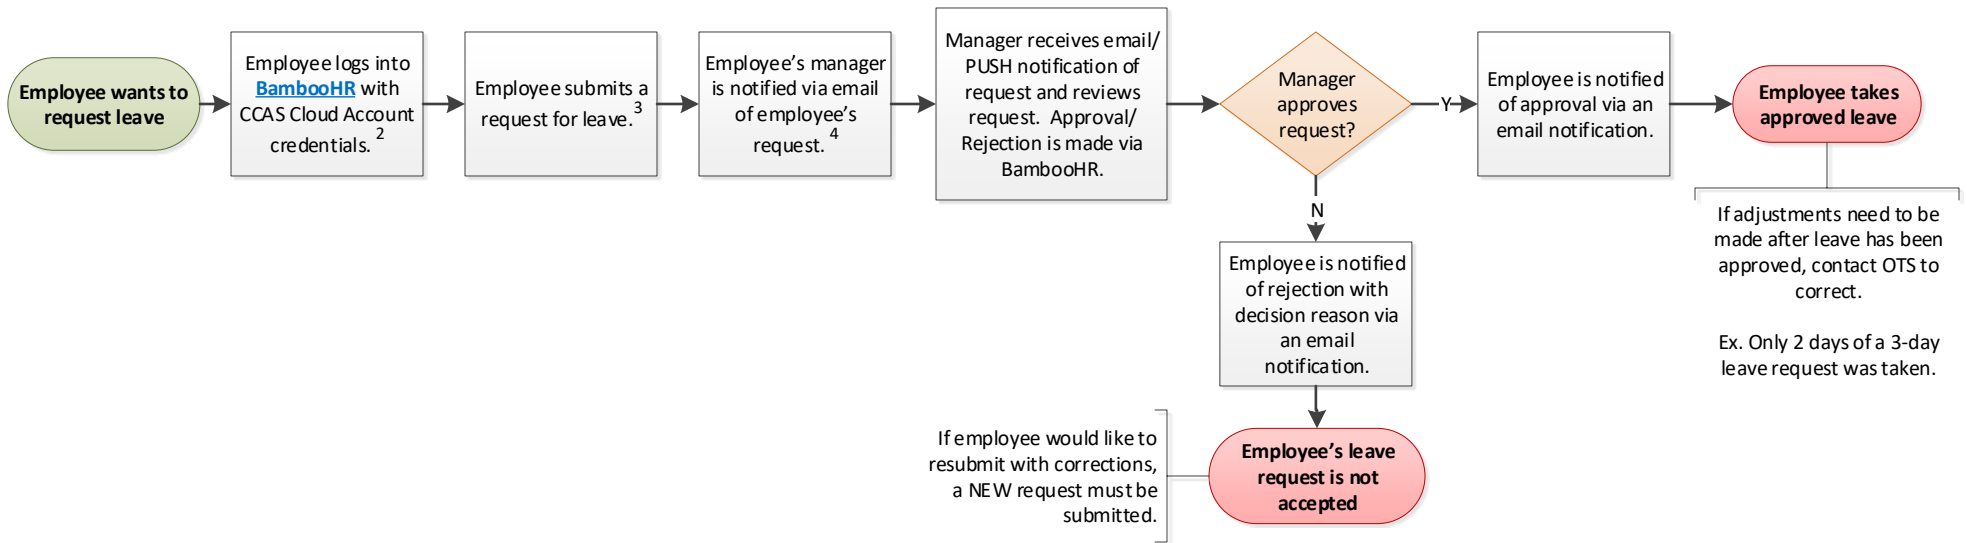 Employee wants to
request leave
Employee logs into
BambooHR with
CCAS Cloud Account
credentials. 2
Employee submits a
request for leave.3
Employee’s manager
is notified via email
of employee’s
request. 4
Manager receives email/
PUSH notification of
request and reviews
request.  Approval/
Rejection is made via
BambooHR.
Manager
approves
request?
Y
Employee is notified
of approval via an
email notification.
Employee takes
approved leave
If adjustments need to be
made after leave has been
approved, contact OTS to
correct.
Ex. Only 2 days of a 3-day
leave request was taken.
N
Employee is notified
of rejection with
decision reason via
an email
notification.
If employee would like to
resubmit with corrections,
a NEW request must be
submitted.
Employee’s leave
request is not
accepted